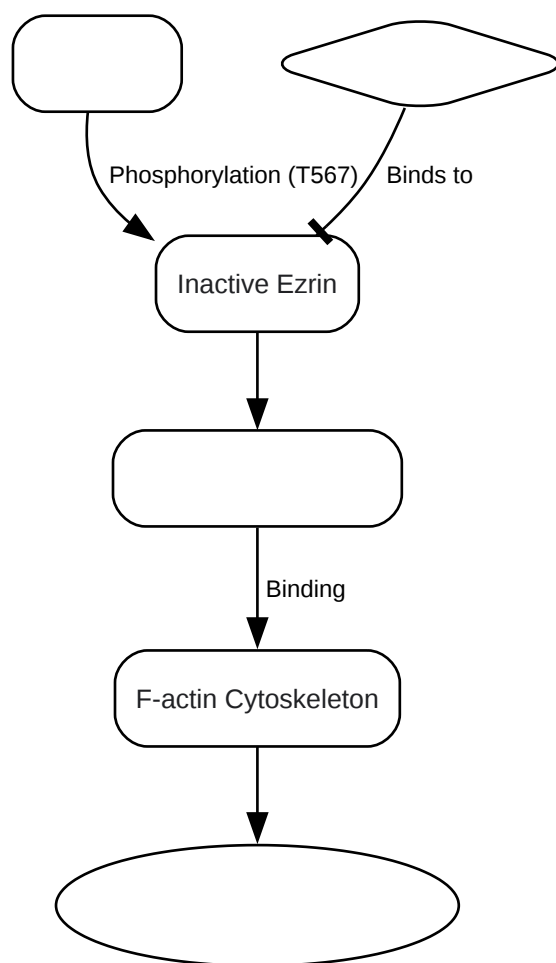 Phosphorylation (T567)
Binds to
Inactive Ezrin
Binding
F-actin Cytoskeleton